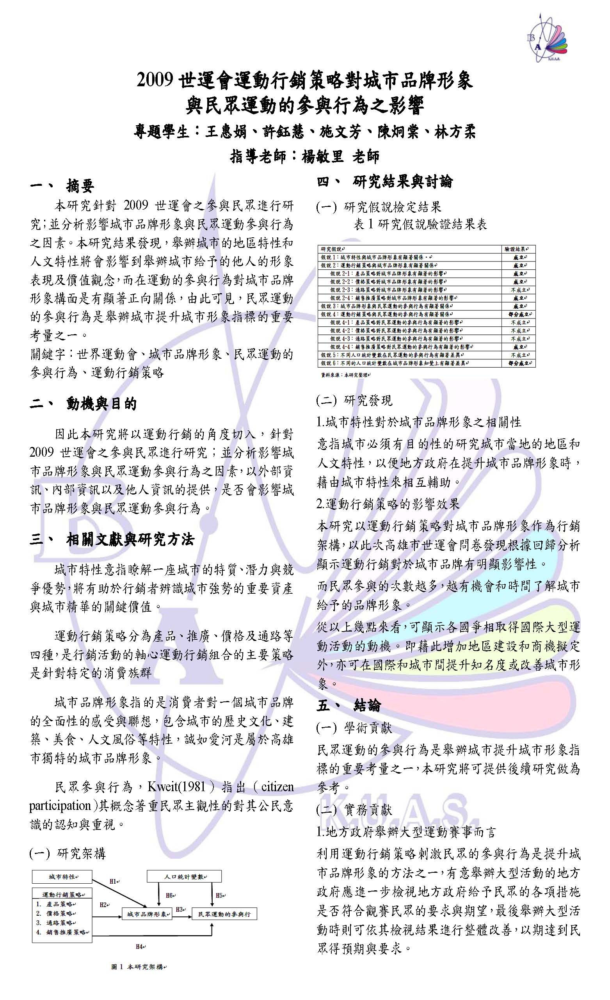 B
A
K.U.A.S.
2009 世運會運動行銷策略對城市品牌形象
與民眾運動的參與行為之影響
專題學生：王惠娟、許鈺慧、施文芳、陳炯棠、林方柔
指導老師：楊敏里 老師
一、 摘要
本研究針對 2009 世運會之參與民眾進行研
究；並分析影響城市品牌形象與民眾運動參與行為
之因素。本研究結果發現，舉辦城市的地區特性和
人文特性將會影響到舉辦城市給予的他人的形象
表現及價值觀念，而在運動的參與行為對城市品牌
形象構面是有顯著正向關係，由此可見，民眾運動
的參與行為是舉辦城市提升城市形象指標的重要
考量之一。
關鍵字：世界運動會、城市品牌形象、民眾運動的
參與行為、運動行銷策略
二、 動機與目的
因此本研究將以運動行銷的角度切入，針對
2009 世運會之參與民眾進行研究；並分析影響城
市品牌形象與民眾運動參與行為之因素，以外部資
訊、內部資訊以及他人資訊的提供，是否會影響城
市品牌形象與民眾運動參與行為。
三、 相關文獻與研究方法
城市特性意指瞭解一座城市的特質、潛力與競
爭優勢，將有助於行銷者辨識城市強勢的重要資產
與城市精華的關鍵價值。
運動行銷策略分為產品、推廣、價格及通路等
四種，是行銷活動的軸心運動行銷組合的主要策略
是針對特定的消費族群
城市品牌形象指的是消費者對一個城市品牌
的全面性的感受與聯想，包含城市的歷史文化、建
築、美食、人文風俗等特性，誠如愛河是屬於高雄
市獨特的城市品牌形象。
民眾參與行為，Kweit(1981）指出（citizen
participation)其概念著重民眾主觀性的對其公民意
識的認知與重視。
(一) 研究架構
城市特性
人口統計變數
H1
運動行銷策略
1. 產品策略
2. 價格策略
3. 通路策略
4. 銷售推廣策略
H2
H6
H5
城市品牌形象
H3
民眾運動的參與行
H4
圖 1 本研究架構
四、 研究結果與討論
(一) 研究假說檢定結果
表 1 研究假說驗證結果表
研究假說 驗證結果
假說 1：城市特性與城市品牌形象有顯著關係。 成立
假說 2：運動行銷策略與城市品牌形象有顯著關係 成立
假說 2-1：產品策略對城市品牌形象有顯著的影響 成立
假說 2-2：價格策略對城市品牌形象有顯著的影響 成立
假說 2-3：通路策略對城市品牌形象有顯著的影響 不成立
假說 2-4：銷售推廣策略對城市品牌形象有顯著的影響 成立
假說 3：城市品牌形象與民眾運動的參與行為有顯著關係 成立
假說 4：運動行銷策略與民眾運動的參與行為有顯著關係 部分成立
假說 4-1：產品策略對民眾運動的參與行為有顯著的影響 不成立
假說 4-2：價格策略對民眾運動的參與行為有顯著的影響 不成立
假說 4-3：通路策略對民眾運動的參與行為有顯著的影響 不成立
假說 4-4：銷售推廣策略對民眾運動的參與行為有顯著的影響 成立
假說 5：不同人口統計變數在民眾運動的參與行為有顯著差異 不成立
假說 6：不同的人口統計變數在城市品牌形象知覺上有顯著差異 部分成立
資料來源：本研究整理
(二) 研究發現
1.城市特性對於城市品牌形象之相關性
意指城市必須有目的性的研究城市當地的地區和
人文特性，以便地方政府在提升城市品牌形象時，
藉由城市特性來相互輔助。
2.運動行銷策略的影響效果
本研究以運動行銷策略對城市品牌形象作為行銷
架構，以此次高雄市世運會問卷發現根據回歸分析
顯示運動行銷對於城市品牌有明顯影響性。
而民眾參與的次數越多，越有機會和時間了解城市
給予的品牌形象。
從以上幾點來看，可顯示各國爭相取得國際大型運
動活動的動機。即藉此增加地區建設和商機擬定
外，亦可在國際和城市間提升知名度或改善城市形
象。
五、 結論
(一) 學術貢獻
民眾運動的參與行為是舉辦城市提升城市形象指
標的重要考量之一，本研究將可提供後續研究做為
參考。
(二) 實務貢獻
1.地方政府舉辦大型運動賽事而言
利用運動行銷策略刺激民眾的參與行為是提升城
市品牌形象的方法之一，有意舉辦大型活動的地方
政府應進一步檢視地方政府給予民眾的各項措施
是否符合觀賽民眾的要求與期望，最後舉辦大型活
動時則可依其檢視結果進行整體改善，以期達到民
眾得預期與要求。
B
A
K.U.A.S.